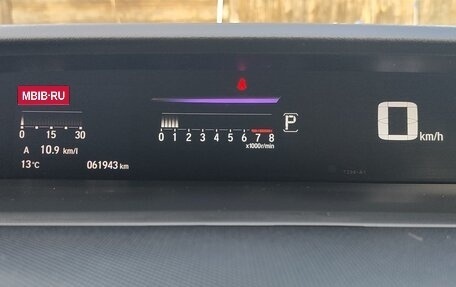 MBIB-RU
0 15 30
A 10.9 km/l
13°C 061943 km
0 1 2 3 4 5 6 7 8
x1000r/min
P
0 km/h